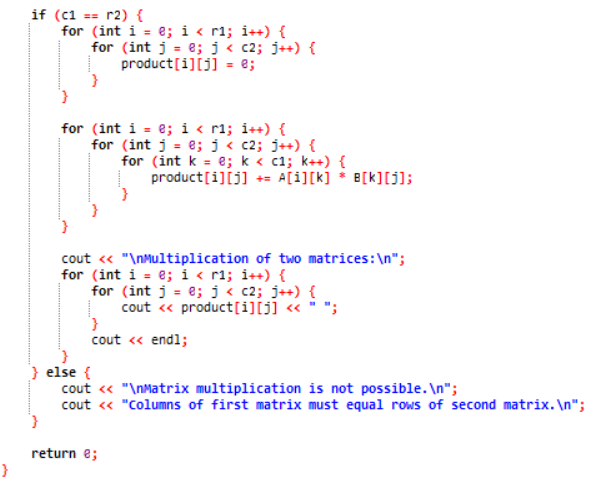 if (c1 == r2) {
for (int i = 0; i < r1; i++) {
for (int j = 0; j < c2; j++) {
product[i][j] = 0;
}
}
for (int i = 0; i < r1; i++) {
for (int j = 0; j < c2; j++) {
for (int k = 0; k < c1; k++) {
product[i][j] += A[i][k] * B[k][j];
}
}
}
cout << "\nMultiplication of two matrices:\n";
for (int i = 0; i < r1; i++) {
for (int j = 0; j < c2; j++) {
cout << product[i][j] << " ";
}
cout << endl;
}
} else {
cout << "\nMatrix multiplication is not possible.\n";
cout << "Columns of first matrix must equal rows of second matrix.\n";
}
return 0;
}